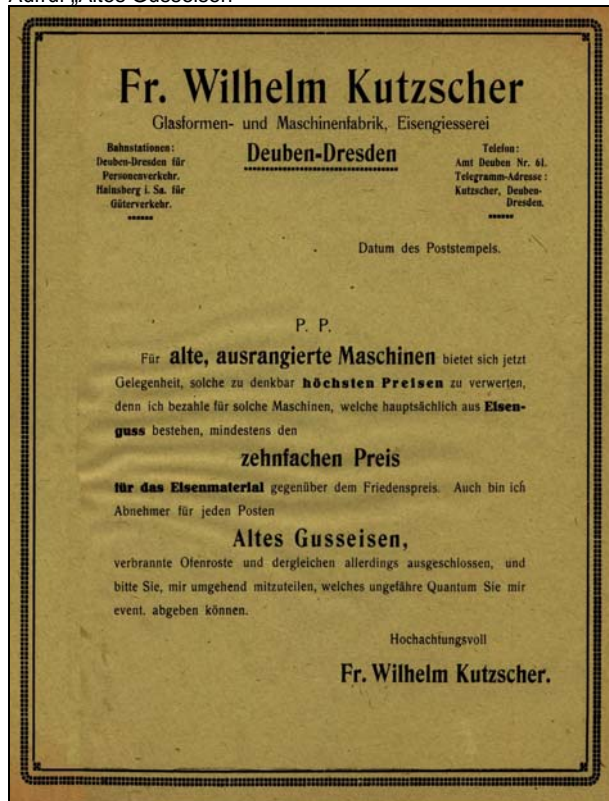 Aufruf „Altes Gusseisen“
Fr. Wilhelm Kutzscher
Glasformen- und Maschinenfabrik, Eisengiesserei
Bahnstationen:
Deuben-Dresden für
Personenverkehr.
Hainsberg i. Sa. für
Güterverkehr.
Deuben-Dresden
Telefon:
Amt Deuben Nr. 61.
Telegramm-Adresse:
Kutzscher, Deuben-
Dresden.
Datum des Poststempels.
P. P.
Für alte, ausrangierte Maschinen bietet sich jetzt
Gelegenheit, solche zu denkbar höchsten Preisen zu verwerten,
denn ich bezahle für solche Maschinen, welche hauptsächlich aus Eisen-
guss bestehen, mindestens den
zehnfachen Preis
für das Eisenmaterial gegenüber dem Friedenspreis. Auch bin ich
Abnehmer für jeden Posten
Altes Gusseisen,
verbrannte Ofenroste und dergleichen allerdings ausgeschlossen, und
bitte Sie, mir umgehend mitzuteilen, welches ungefähre Quantum Sie mir
event. abgeben können.
Hochachtungsvoll
Fr. Wilhelm Kutzscher.